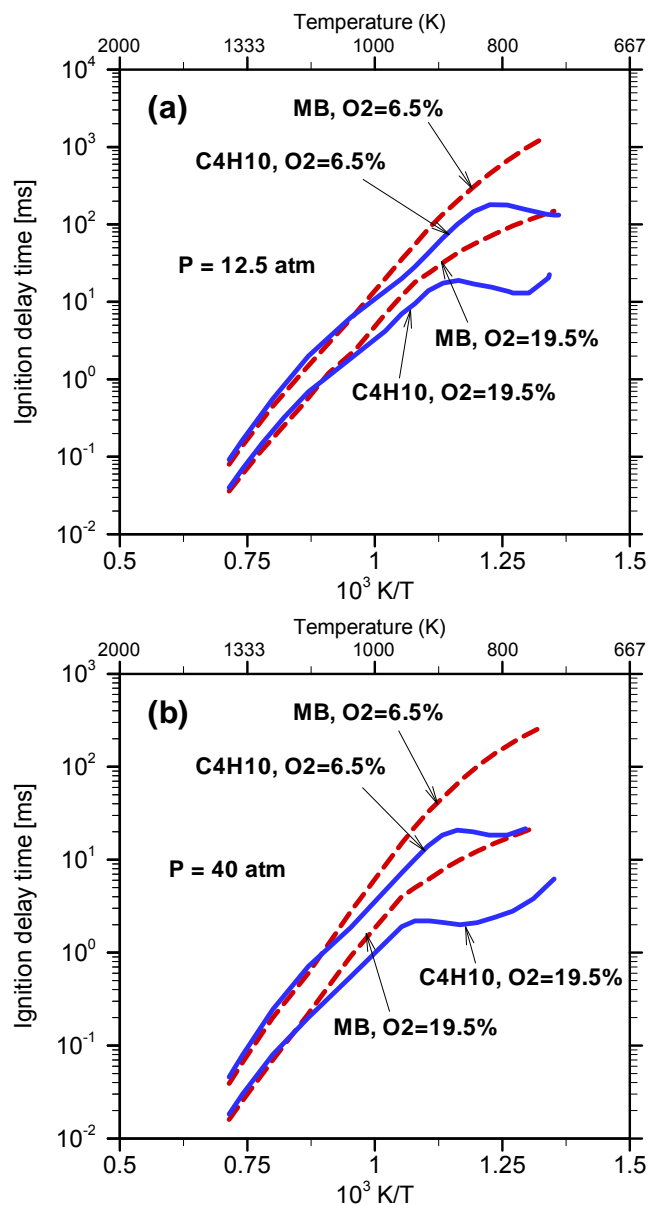 Temperature (K)
2000 1333 1000 800 667
10^4
(a)
MB, O2=6.5%
10^3
C4H10, O2=6.5%
10^2
P = 12.5 atm
10^1
MB, O2=19.5%
10^0
C4H10, O2=19.5%
10^-1
10^-2
Ignition delay time [ms]
0.5 0.75 1 1.25 1.5
10^3 K/T
Temperature (K)
2000 1333 1000 800 667
10^3
(b)
MB, O2=6.5%
10^2
C4H10, O2=6.5%
P = 40 atm
10^1
10^0
C4H10, O2=19.5%
MB, O2=19.5%
10^-1
10^-2
Ignition delay time [ms]
0.5 0.75 1 1.25 1.5
10^3 K/T